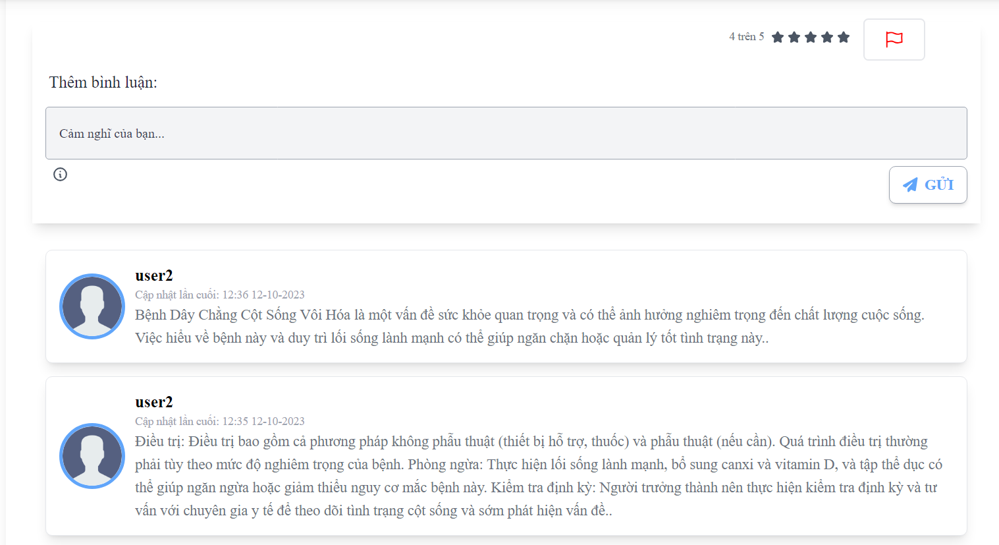 4 trên 5
Thêm bình luận:
Cảm nghĩ của bạn...
GỬI
user2
Cập nhật lần cuối: 12:36 12-10-2023
Bệnh Dây Chằng Cột Sống Vôi Hóa là một vấn đề sức khỏe quan trọng và có thể ảnh hưởng nghiêm trọng đến chất lượng cuộc sống.
Việc hiểu về bệnh này và duy trì lối sống lành mạnh có thể giúp ngăn chặn hoặc quản lý tốt tình trạng này..
user2
Cập nhật lần cuối: 12:35 12-10-2023
Điều trị: Điều trị bao gồm cả phương pháp không phẫu thuật (thiết bị hỗ trợ, thuốc) và phẫu thuật (nếu cần). Quá trình điều trị thường
phải tùy theo mức độ nghiêm trọng của bệnh. Phòng ngừa: Thực hiện lối sống lành mạnh, bổ sung canxi và vitamin D, và tập thể dục có
thể giúp ngăn ngừa hoặc giảm thiểu nguy cơ mắc bệnh này. Kiểm tra định kỳ: Người trưởng thành nên thực hiện kiểm tra định kỳ và tư
vấn với chuyên gia y tế để theo dõi tình trạng cột sống và sớm phát hiện vấn đề..